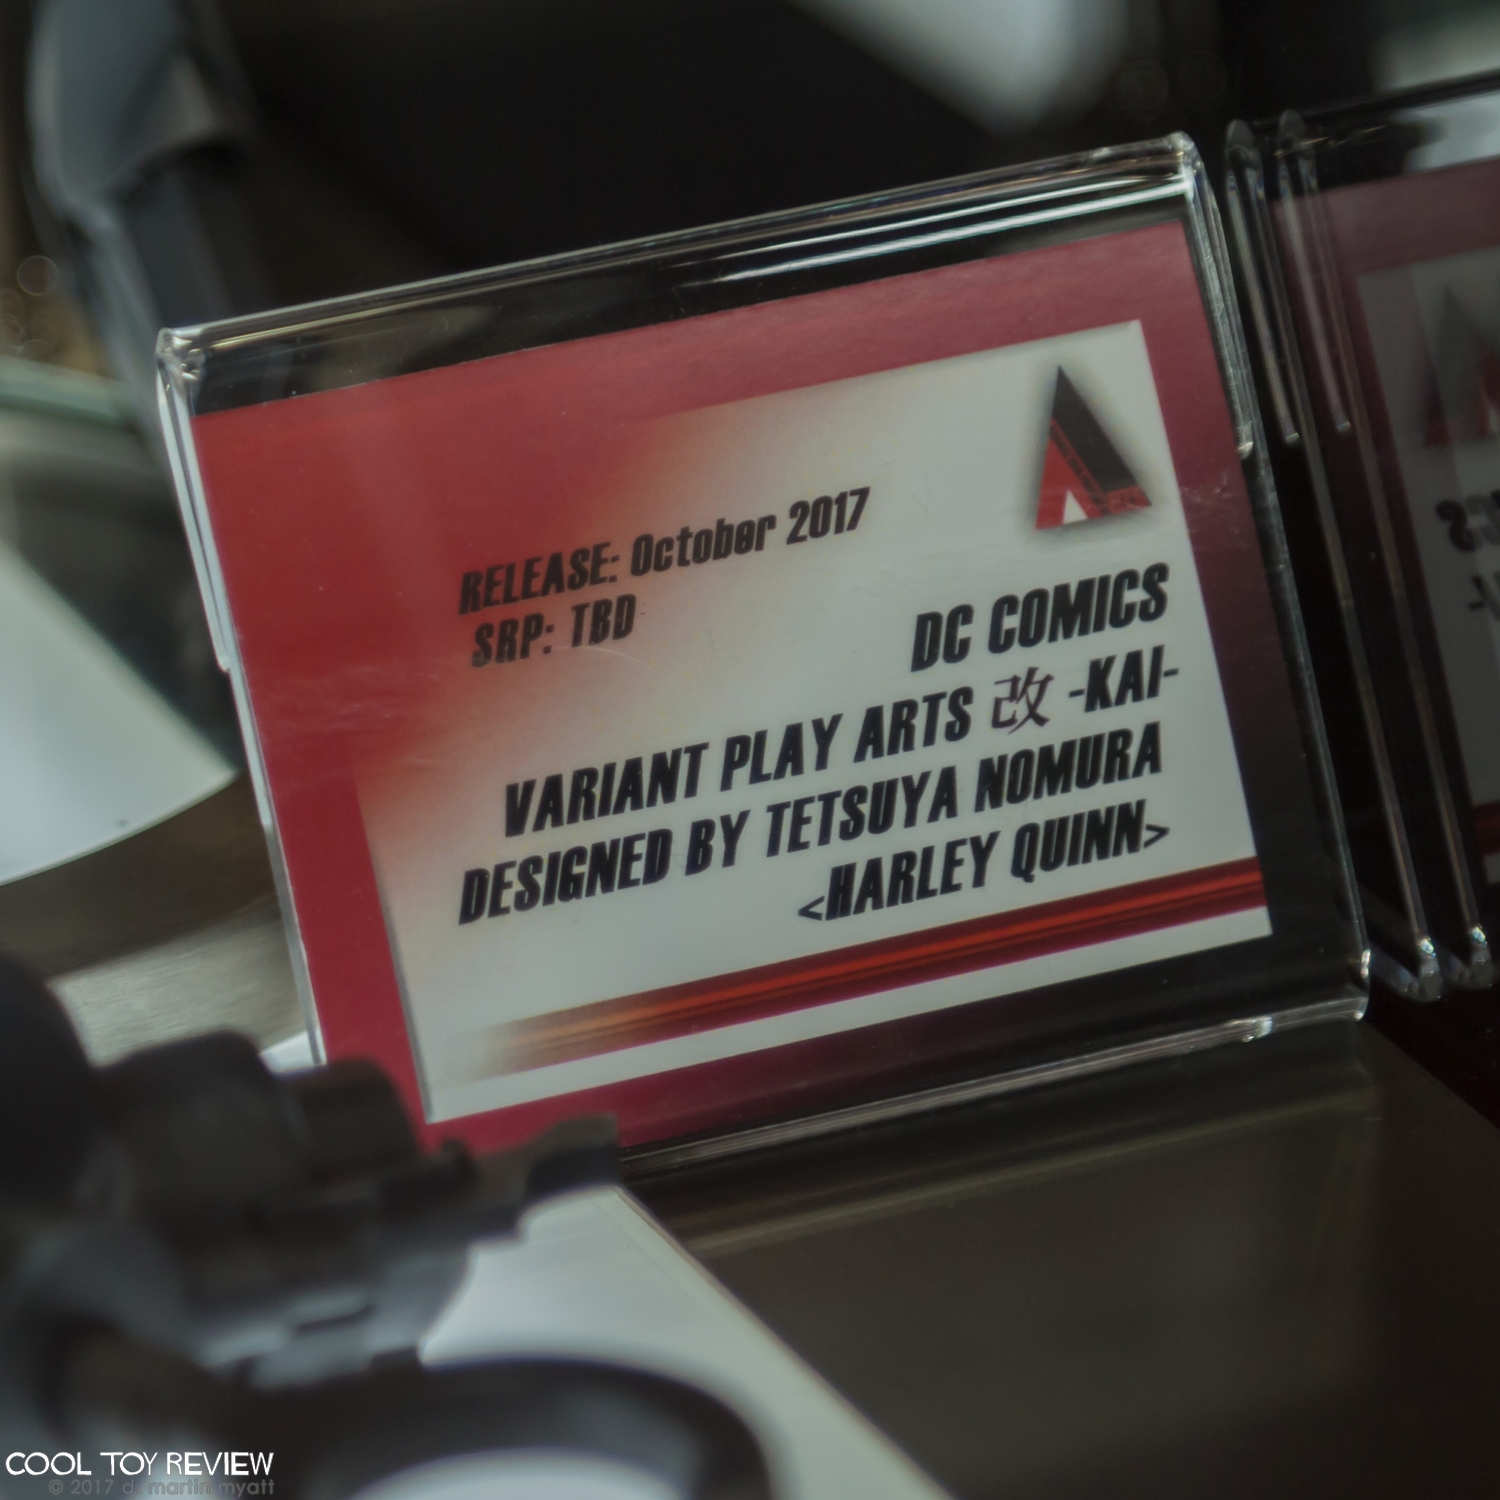 RELEASE: October 2017
SRP: TBD
DC COMICS
VARIANT PLAY ARTS 改 -KAI-
DESIGNED BY TETSUYA NOMURA
<HARLEY QUINN>
COOL TOY REVIEW
© 2017 d. martin myatt